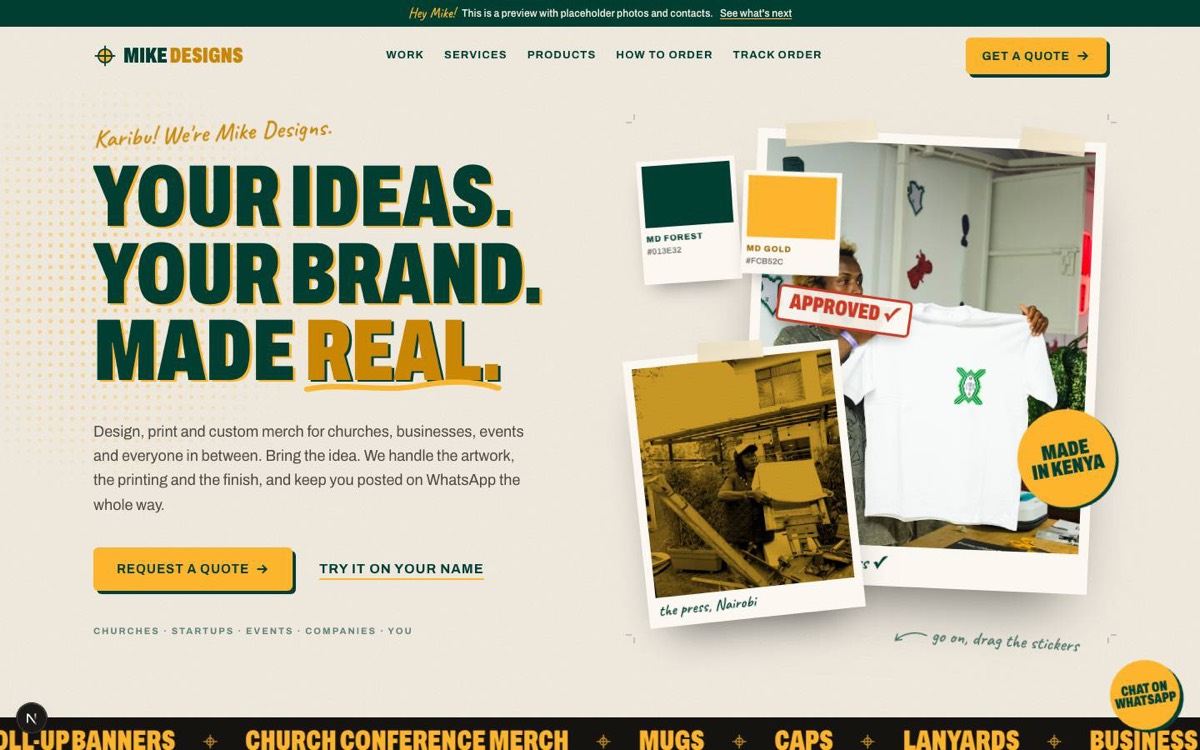 Hey Mike! This is a preview with placeholder photos and contacts. See what's next
MIKE DESIGNS
WORK SERVICES PRODUCTS HOW TO ORDER TRACK ORDER
GET A QUOTE →
Karibu! We're Mike Designs.
YOUR IDEAS.
YOUR BRAND.
MADE REAL.
Design, print and custom merch for churches, businesses, events
and everyone in between. Bring the idea. We handle the artwork,
the printing and the finish, and keep you posted on WhatsApp the
whole way.
REQUEST A QUOTE →
TRY IT ON YOUR NAME
CHURCHES · STARTUPS · EVENTS · COMPANIES · YOU
MD FOREST
#013E32
MD GOLD
#FCB52C
APPROVED ✓
MADE
IN KENYA
the press, Nairobi
go on, drag the stickers
CHAT ON
WHATSAPP
N
BANNERS CHURCH CONFERENCE MERCH MUGS CAPS LANYARDS BUSINESS